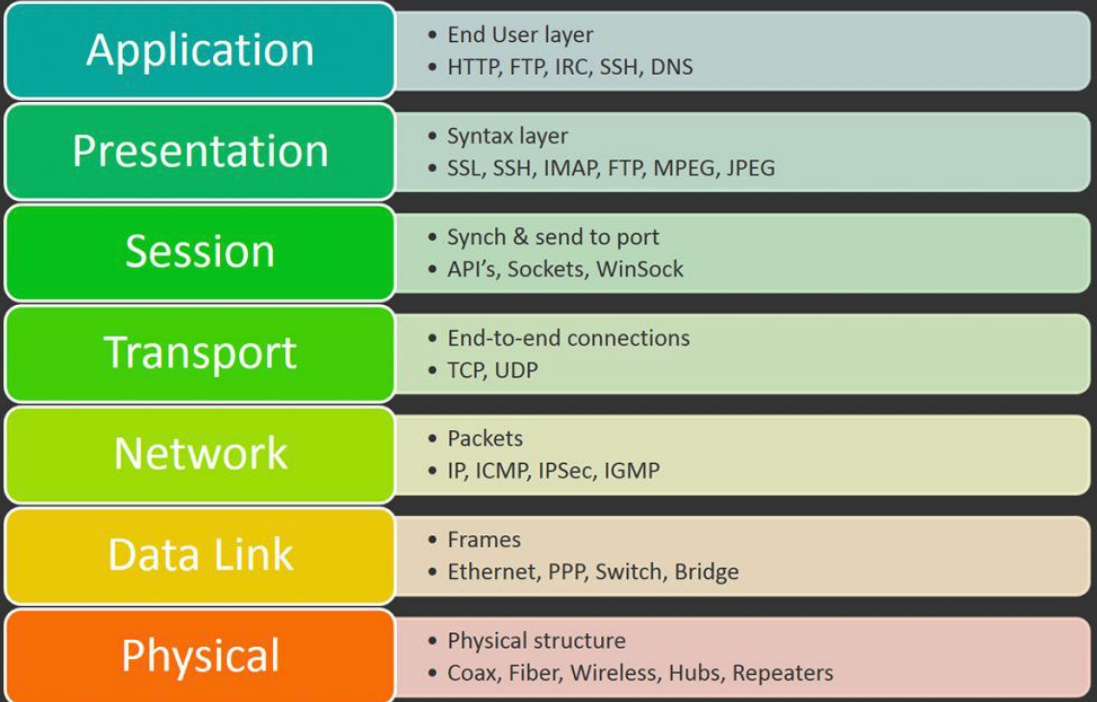 Application
• End User layer
• HTTP, FTP, IRC, SSH, DNS
Presentation
• Syntax layer
• SSL, SSH, IMAP, FTP, MPEG, JPEG
Session
• Synch & send to port
• API's, Sockets, WinSock
Transport
• End-to-end connections
• TCP, UDP
Network
• Packets
• IP, ICMP, IPSec, IGMP
Data Link
• Frames
• Ethernet, PPP, Switch, Bridge
Physical
• Physical structure
• Coax, Fiber, Wireless, Hubs, Repeaters